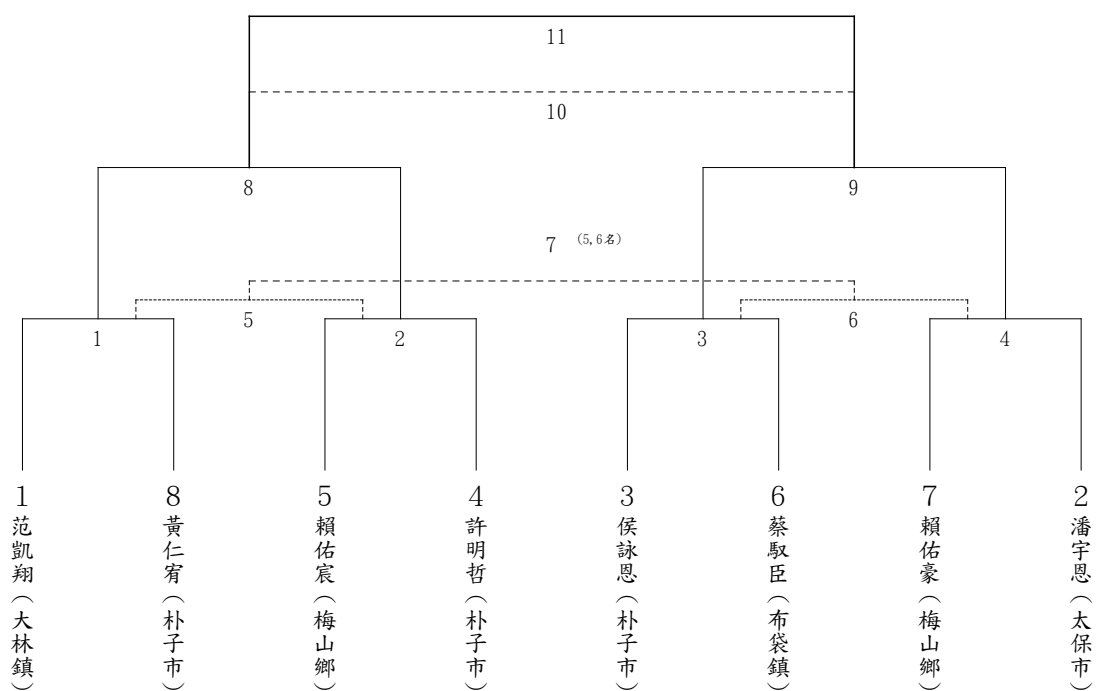 11
10
8
9
7 (5,6名)
5
6
1
2
3
4
1
8
5
4
3
6
7
2
范凱翔(大林鎮)
黃仁宥(朴子市)
賴佑宸(梅山鄉)
許明哲(朴子市)
侯詠恩(朴子市)
蔡馭臣(布袋鎮)
賴佑豪(梅山鄉)
潘宇恩(太保市)